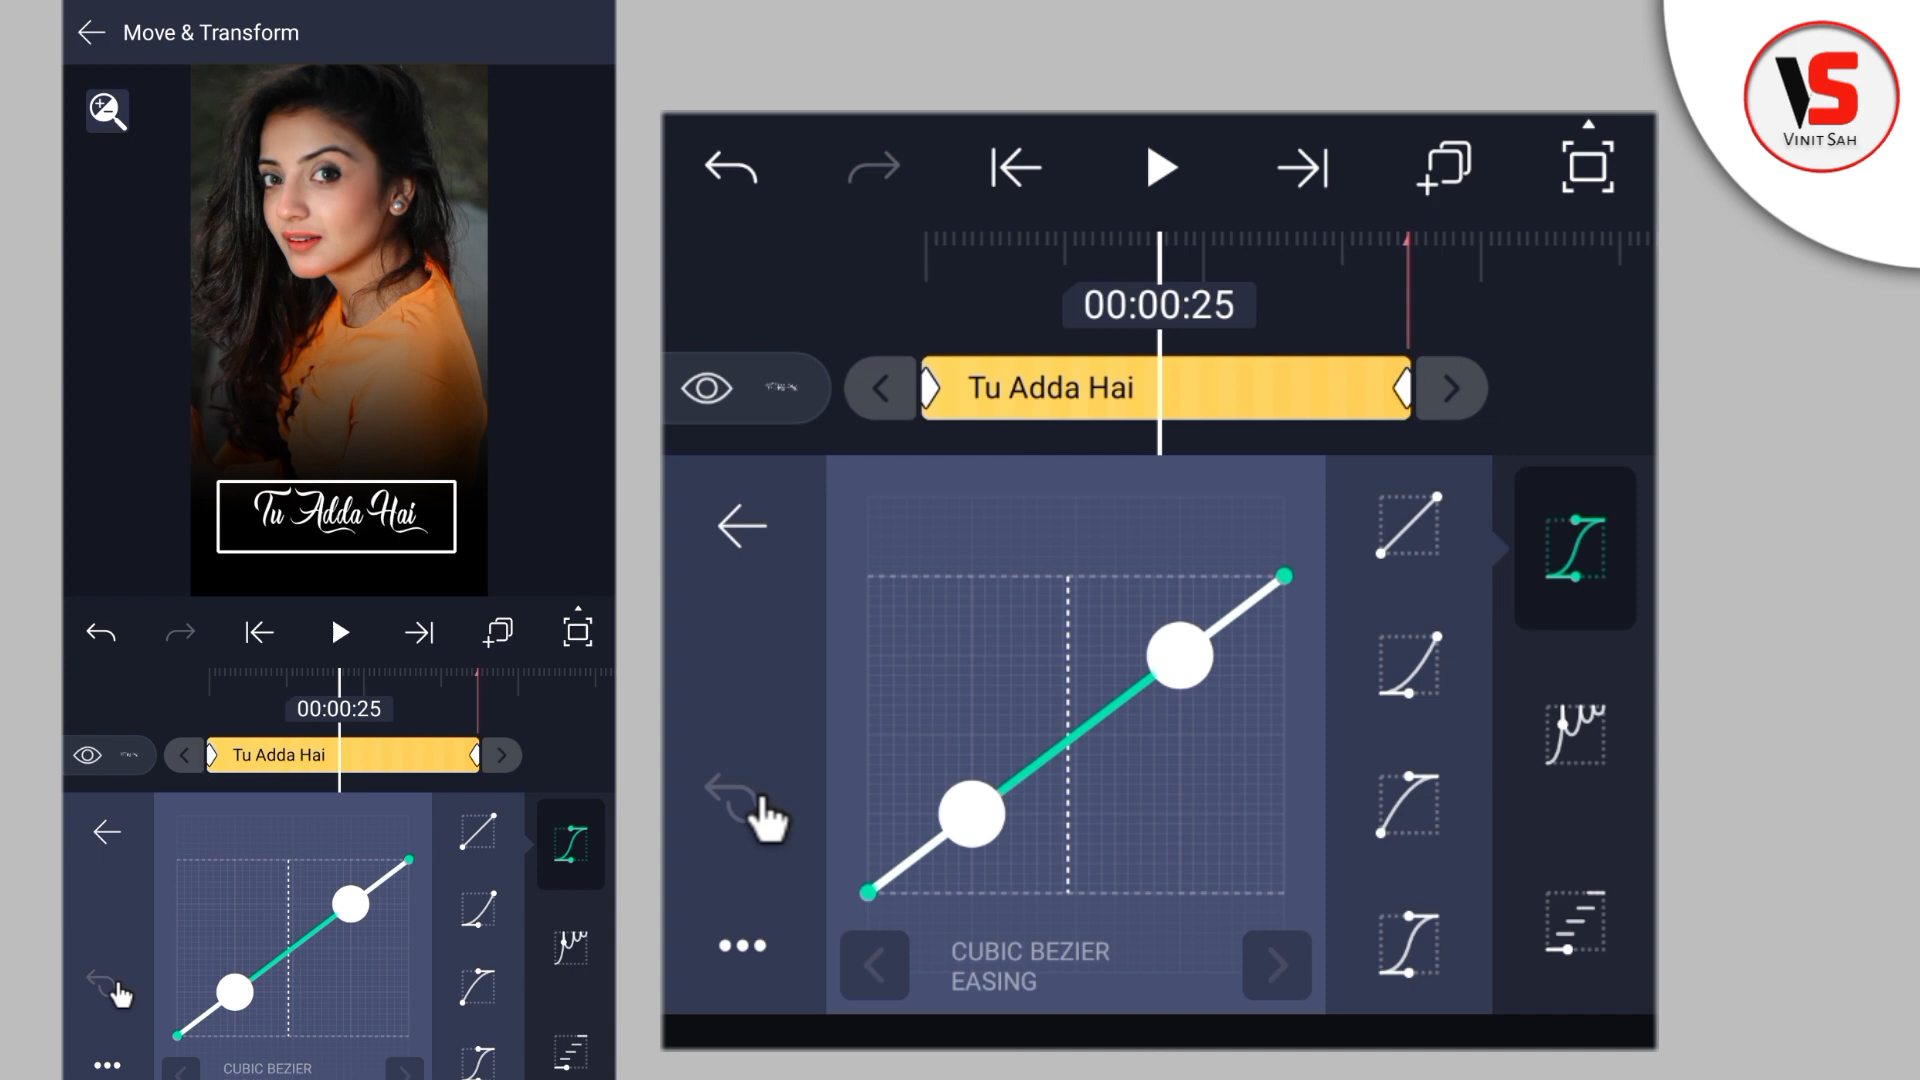 Move & Transform
Tu Adda Hai
00:00:25
Tu Adda Hai
CUBIC BEZIER
00:00:25
Tu Adda Hai
CUBIC BEZIER
EASING
VS
VINIT SAH